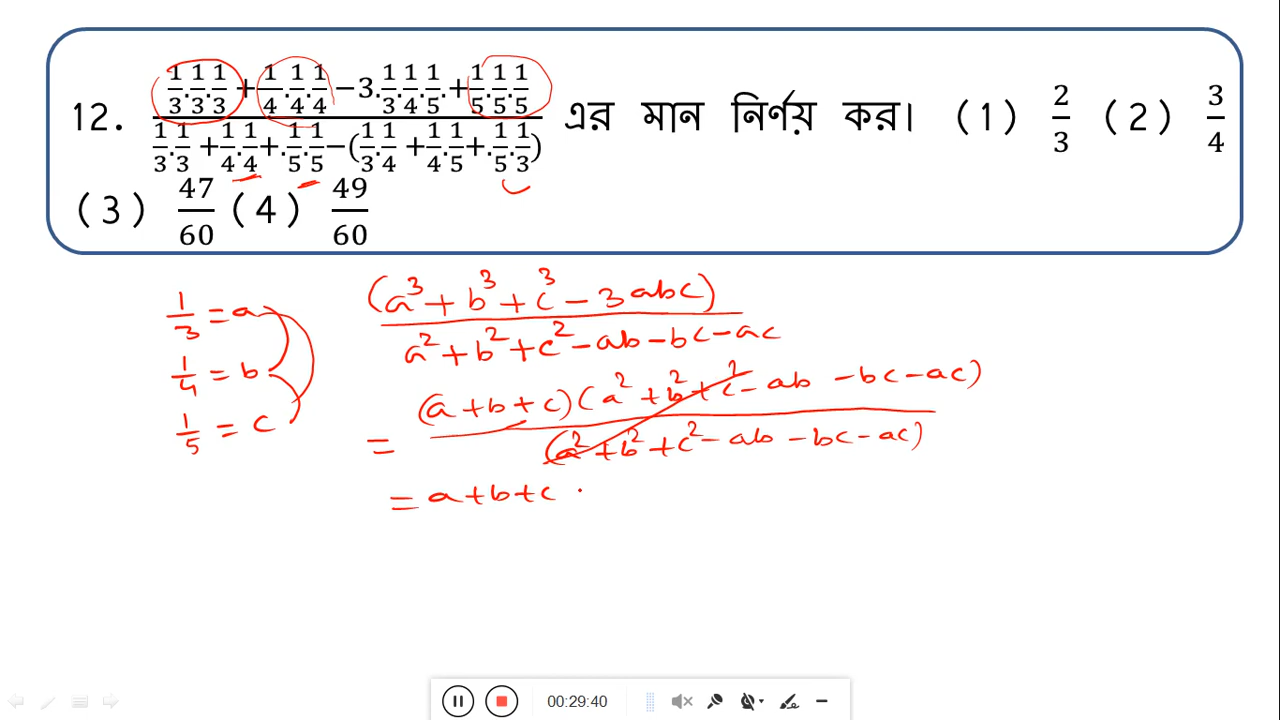 12. (1/3.1/3.1/3+1/4.1/4.1/4−3.1/3.1/4.1/5.+1/5.1/5.1/5)/(1/3.1/3+1/4.1/4+.1/5.1/5−(1/3.1/4+1/4.1/5+.1/5.1/3)) এর মান নির্ণয় কর। (1) 2/3 (2) 3/4
(3) 47/60 (4) 49/60
1/3 = a
1/4 = b
1/5 = c
(a³+b³+c³−3abc)/(a²+b²+c²−ab−bc−ac)
= (a+b+c)(a²+b²+c²−ab−bc−ac)/(a²+b²+c²−ab−bc−ac)
= a+b+c
00:29:40